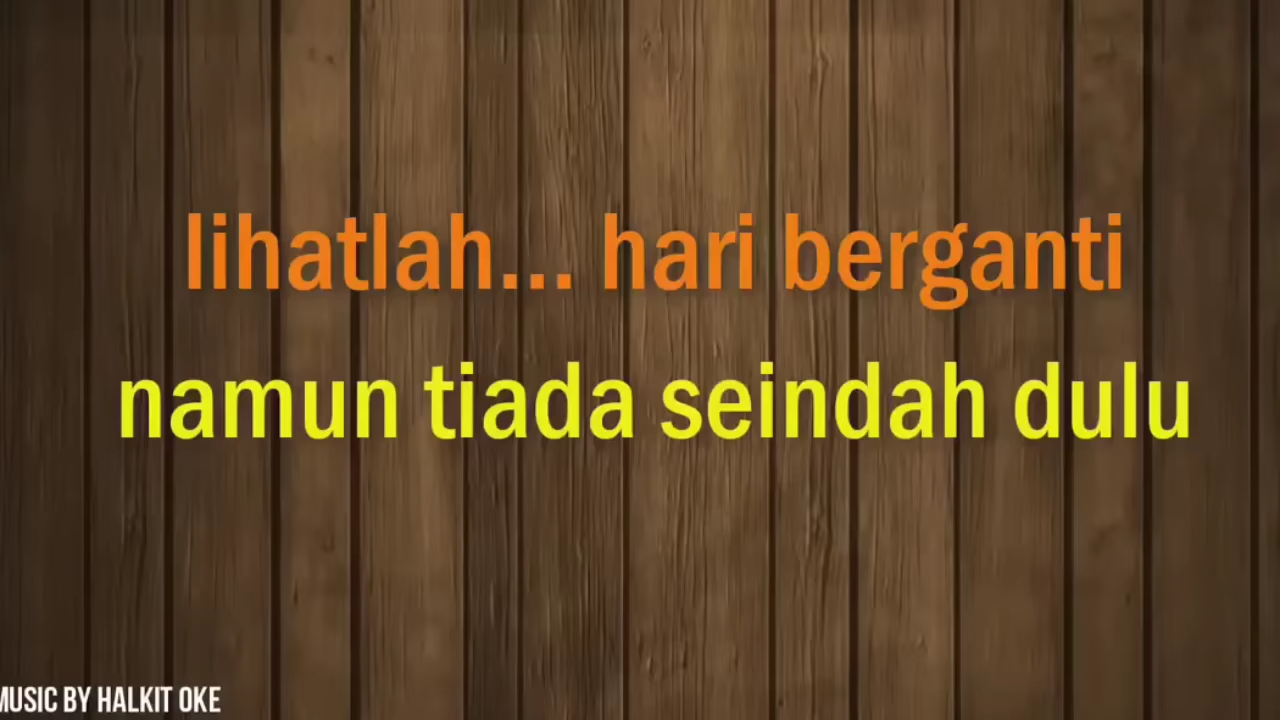 lihatlah... hari berganti
namun tiada seindah dulu
MUSIC BY HALKIT OKE